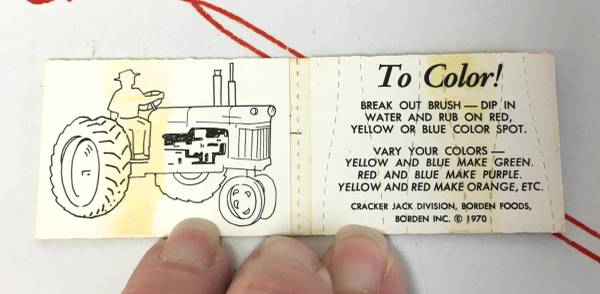 To Color!
BREAK OUT BRUSH — DIP IN
WATER AND RUB ON RED,
YELLOW OR BLUE COLOR SPOT.
VARY YOUR COLORS —
YELLOW AND BLUE MAKE GREEN.
RED AND BLUE MAKE PURPLE.
YELLOW AND RED MAKE ORANGE, ETC.
CRACKER JACK DIVISION, BORDEN FOODS,
BORDEN INC. © 1970